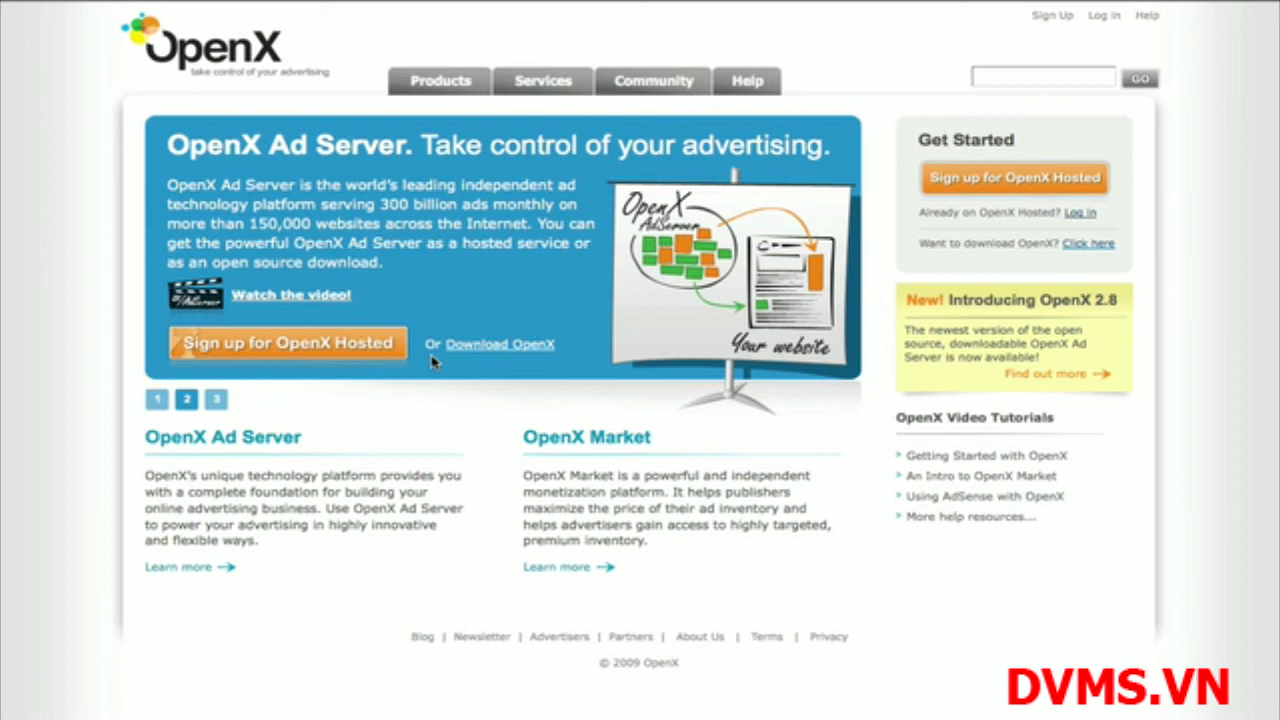 Sign Up Log in Help
OpenX
take control of your advertising
Products Services Community Help
GO
OpenX Ad Server. Take control of your advertising.
OpenX Ad Server is the world's leading independent ad
technology platform serving 300 billion ads monthly on
more than 150,000 websites across the Internet. You can
get the powerful OpenX Ad Server as a hosted service or
as an open source download.
Watch the video!
Sign up for OpenX Hosted Or Download OpenX
OpenX
AdServer
Your website
1 2 3
Get Started
Sign up for OpenX Hosted
Already on OpenX Hosted? Log in
Want to download OpenX? Click here
New! Introducing OpenX 2.8
The newest version of the open
source, downloadable OpenX Ad
Server is now available!
Find out more
OpenX Video Tutorials
Getting Started with OpenX
An Intro to OpenX Market
Using AdSense with OpenX
More help resources...
OpenX Ad Server
OpenX's unique technology platform provides you
with a complete foundation for building your
online advertising business. Use OpenX Ad Server
to power your advertising in highly innovative
and flexible ways.
Learn more
OpenX Market
OpenX Market is a powerful and independent
monetization platform. It helps publishers
maximize the price of their ad inventory and
helps advertisers gain access to highly targeted,
premium inventory.
Learn more
Blog | Newsletter | Advertisers | Partners | About Us | Terms | Privacy
© 2009 OpenX
DVMS.VN